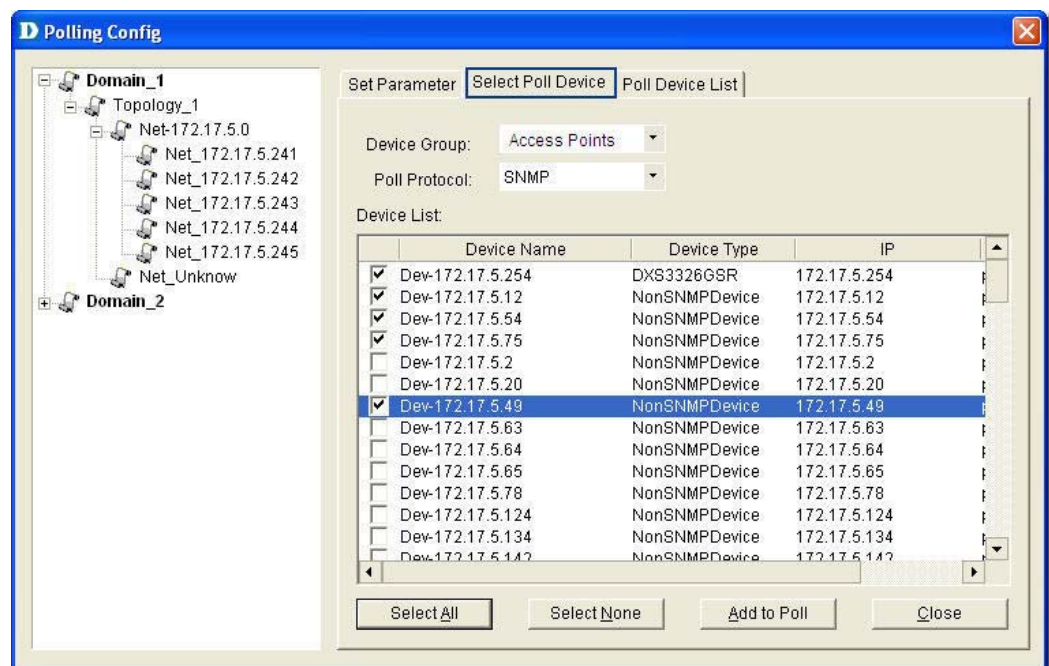 D Polling Config
Domain_1
Topology_1
Net-172.17.5.0
Net_172.17.5.241
Net_172.17.5.242
Net_172.17.5.243
Net_172.17.5.244
Net_172.17.5.245
Net_Unknow
Domain_2
Set Parameter Select Poll Device Poll Device List
Device Group: Access Points
Poll Protocol: SNMP
Device List:
Device Name Device Type IP
Dev-172.17.5.254 DXS3326GSR 172.17.5.254
Dev-172.17.5.12 NonSNMPDevice 172.17.5.12
Dev-172.17.5.54 NonSNMPDevice 172.17.5.54
Dev-172.17.5.75 NonSNMPDevice 172.17.5.75
Dev-172.17.5.2 NonSNMPDevice 172.17.5.2
Dev-172.17.5.20 NonSNMPDevice 172.17.5.20
Dev-172.17.5.49 NonSNMPDevice 172.17.5.49
Dev-172.17.5.63 NonSNMPDevice 172.17.5.63
Dev-172.17.5.64 NonSNMPDevice 172.17.5.64
Dev-172.17.5.65 NonSNMPDevice 172.17.5.65
Dev-172.17.5.78 NonSNMPDevice 172.17.5.78
Dev-172.17.5.124 NonSNMPDevice 172.17.5.124
Dev-172.17.5.134 NonSNMPDevice 172.17.5.134
Dev-172.17.5.142 NonSNMPDevice 172.17.5.142
Select All Select None Add to Poll Close